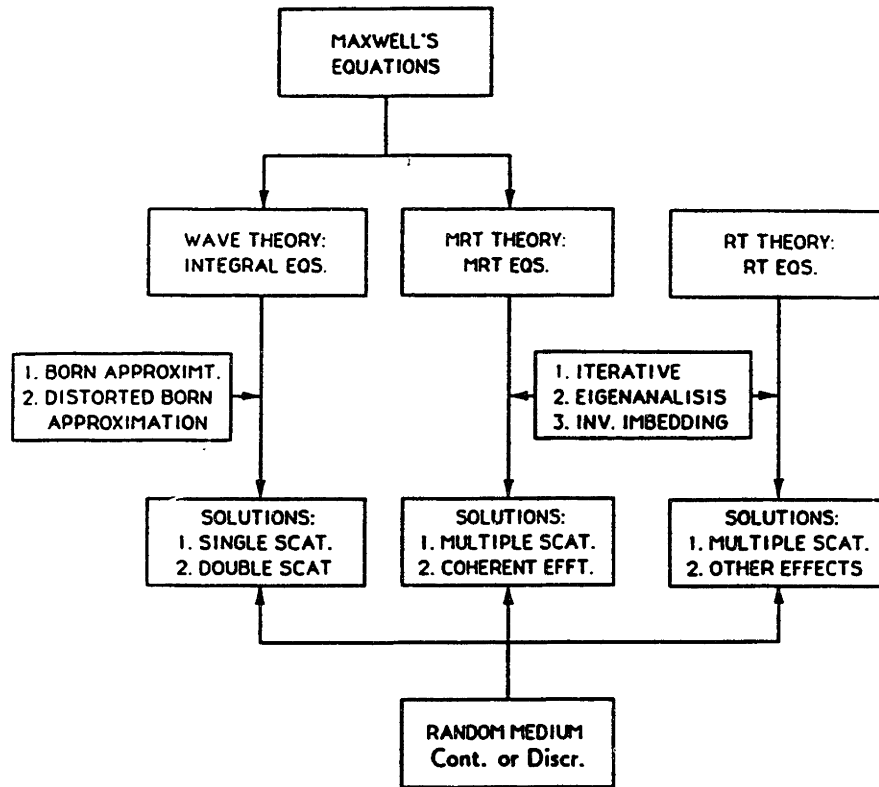 MAXWELL'S
EQUATIONS
WAVE THEORY:
INTEGRAL EQS.
MRT THEORY:
MRT EQS.
RT THEORY:
RT EQS.
1. BORN APPROXIMT.
2. DISTORTED BORN
APPROXIMATION
1. ITERATIVE
2. EIGENANALISIS
3. INV. IMBEDDING
SOLUTIONS:
1. SINGLE SCAT.
2. DOUBLE SCAT
SOLUTIONS:
1. MULTIPLE SCAT.
2. COHERENT EFFT.
SOLUTIONS:
1. MULTIPLE SCAT.
2. OTHER EFFECTS
RANDOM MEDIUM
Cont. or Discr.